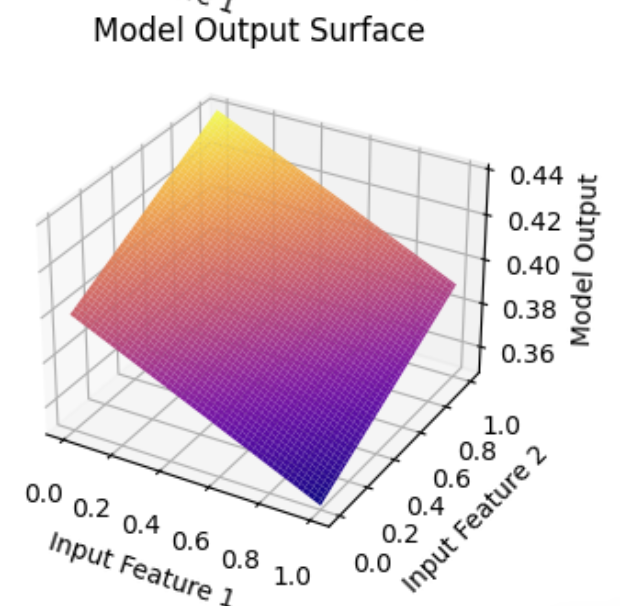 Model Output Surface
0.44
0.42
0.40
0.38
0.36
Model Output
0.0 0.2 0.4 0.6 0.8 1.0
Input Feature 1
0.0 0.2 0.4 0.6 0.8 1.0
Input Feature 2